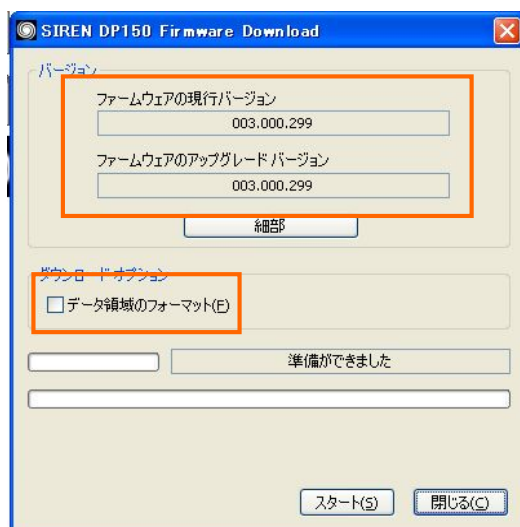 SIREN DP150 Firmware Download
バージョン
ファームウェアの現行バージョン
003.000.299
ファームウェアのアップグレード バージョン
003.000.299
細部
ダウンロード オプション
データ領域のフォーマット(F)
準備ができました
スタート(S)
閉じる(C)